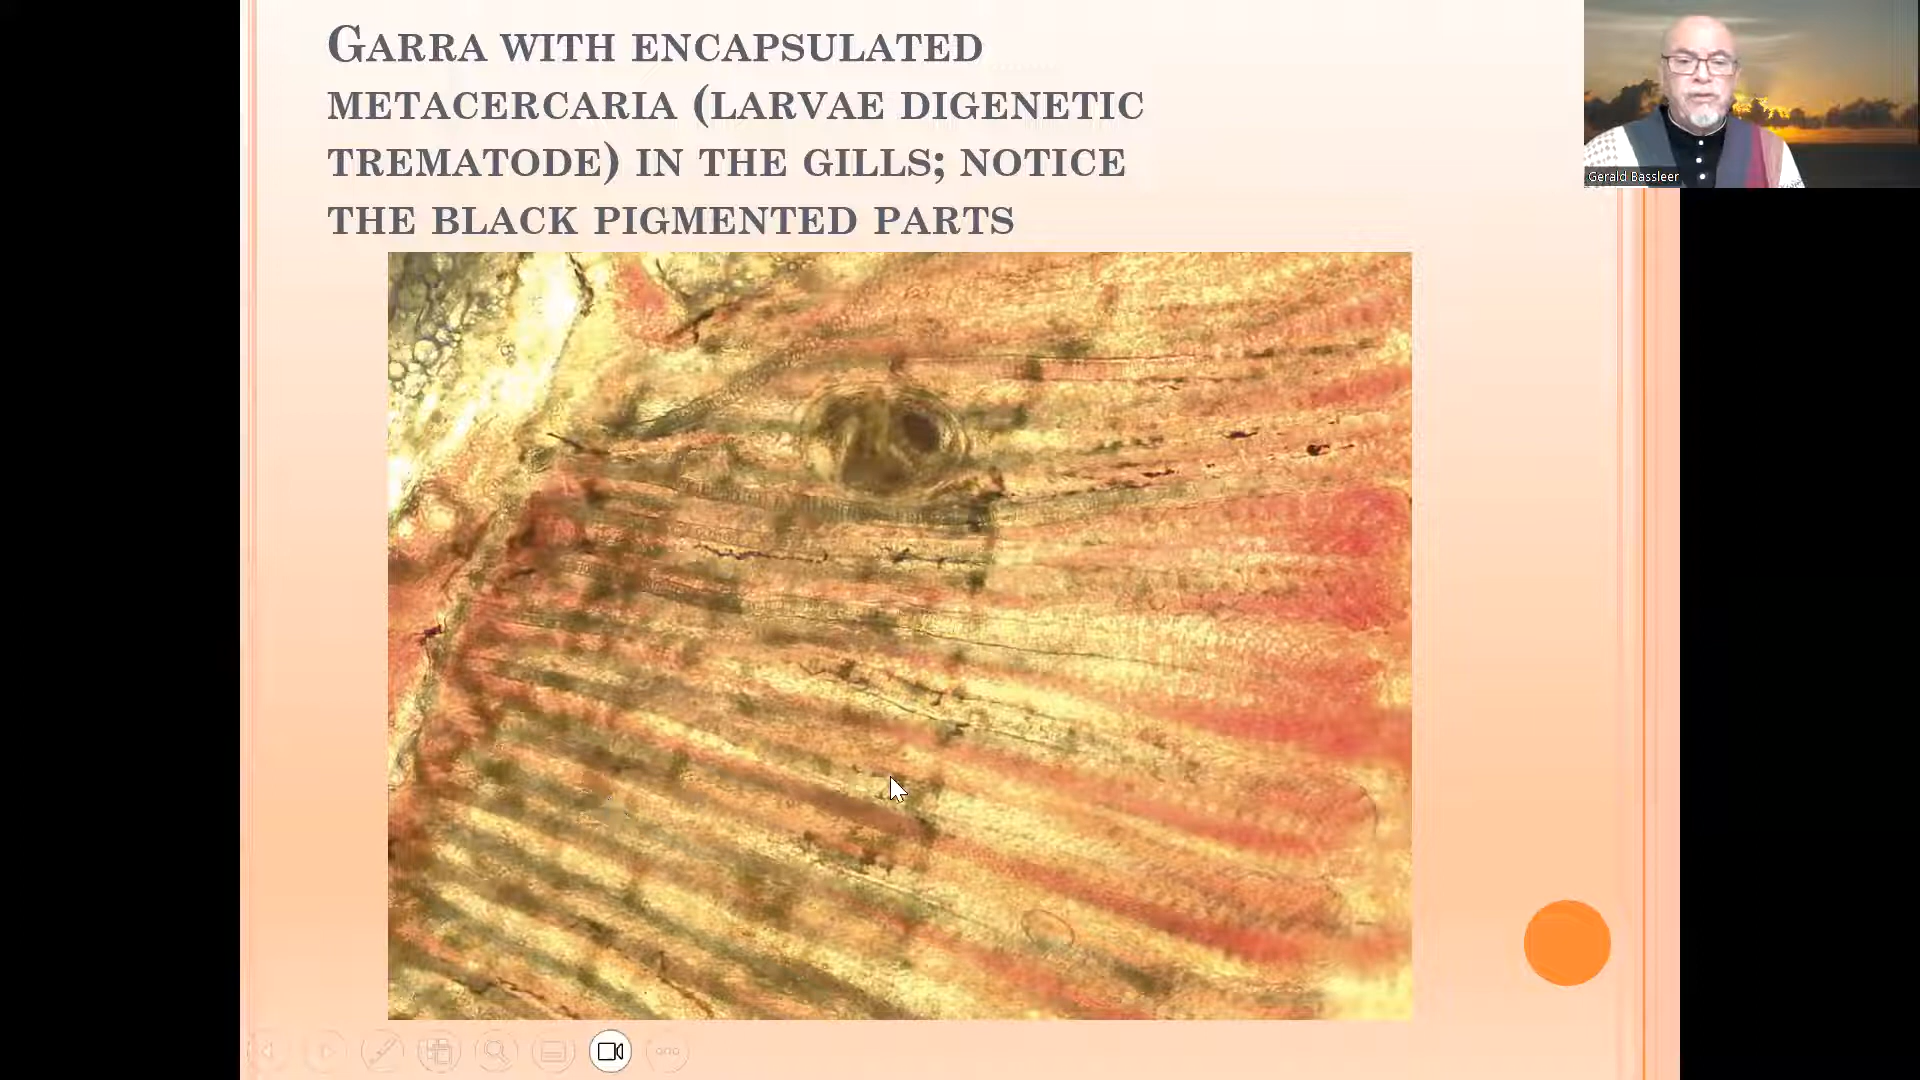 GARRA WITH ENCAPSULATED
METACERCARIA (LARVAE DIGENETIC
TREMATODE) IN THE GILLS; NOTICE
THE BLACK PIGMENTED PARTS
Gerald Bassleer